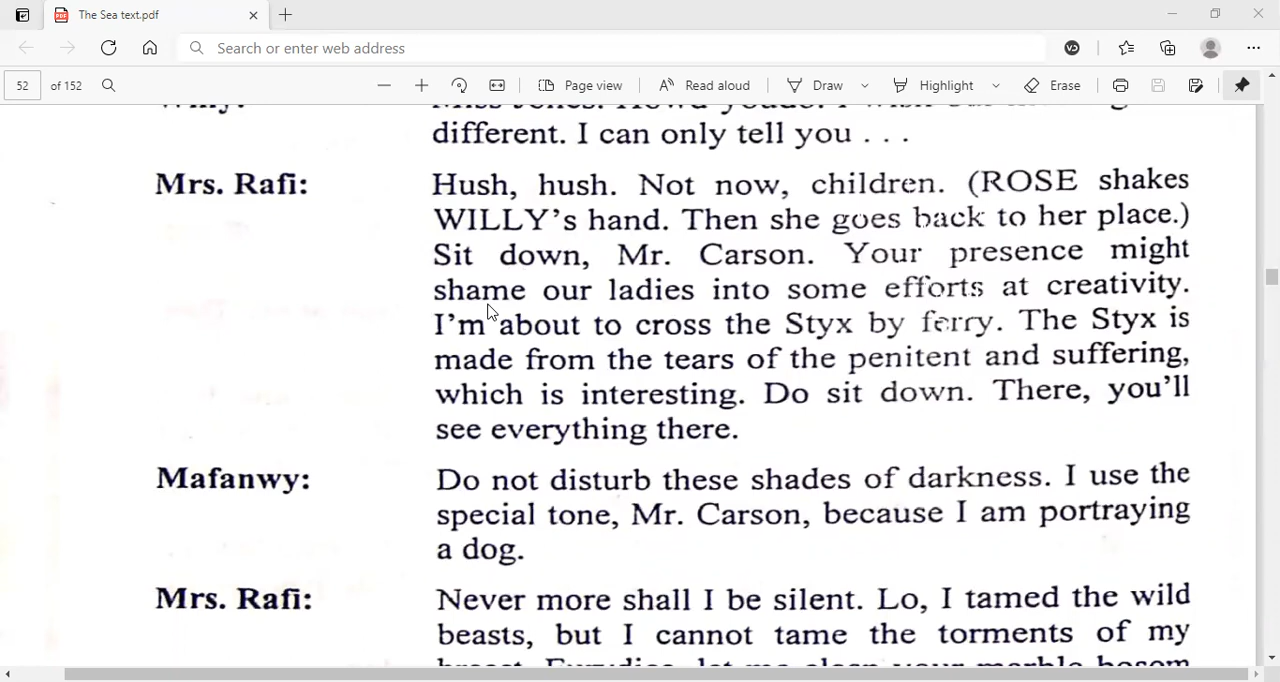 The Sea text.pdf
Search or enter web address
52 of 152 Page view Read aloud Draw Highlight Erase
Willy:
different. I can only tell you . . .
Mrs. Rafi: Hush, hush. Not now, children. (ROSE shakes
WILLY's hand. Then she goes back to her place.)
Sit down, Mr. Carson. Your presence might
shame our ladies into some efforts at creativity.
I'm about to cross the Styx by ferry. The Styx is
made from the tears of the penitent and suffering,
which is interesting. Do sit down. There, you'll
see everything there.
Mafanwy: Do not disturb these shades of darkness. I use the
special tone, Mr. Carson, because I am portraying
a dog.
Mrs. Rafi: Never more shall I be silent. Lo, I tamed the wild
beasts, but I cannot tame the torments of my